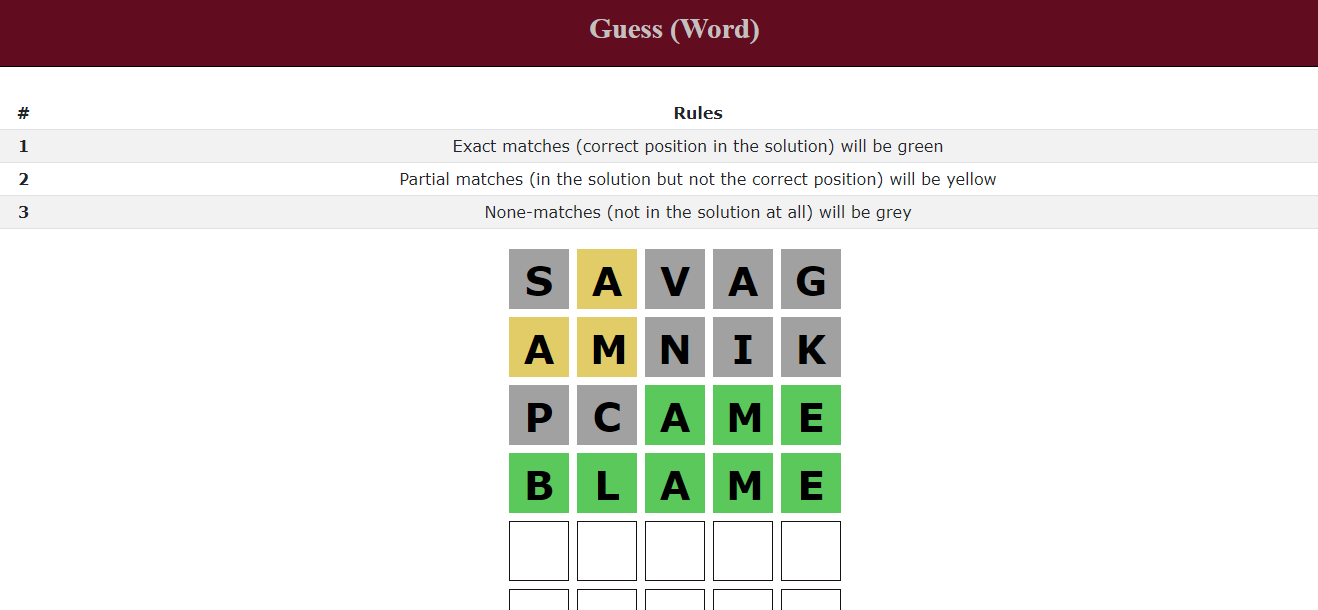 Guess (Word)
# Rules
1 Exact matches (correct position in the solution) will be green
2 Partial matches (in the solution but not the correct position) will be yellow
3 None-matches (not in the solution at all) will be grey
S A V A G
A M N I K
P C A M E
B L A M E